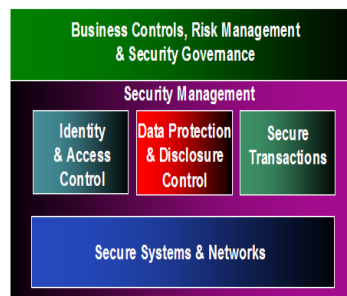 Business Controls, Risk Management
& Security Governance
Security Management
Identity
& Access
Control
Data Protection
& Disclosure
Control
Secure
Transactions
Secure Systems & Networks